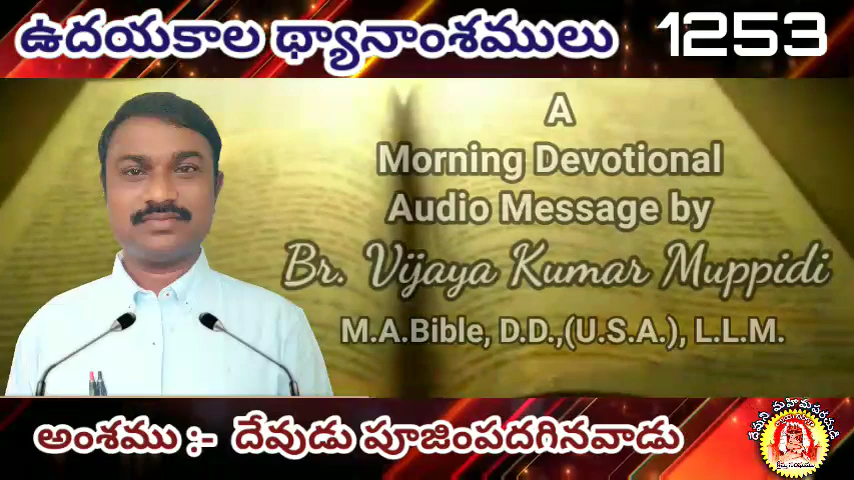 ఉదయకాల ధ్యానాంశములు 1253
A
Morning Devotional
Audio Message by
Br. Vijaya Kumar Muppidi
M.A.Bible, D.D.,(U.S.A.), L.L.M.
అంశము :- దేవుడు పూజింపదగినవాడు